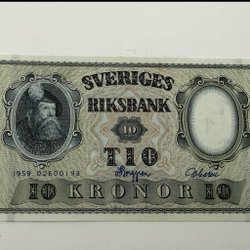 SVERIGES
RIKSBANK
10
TIO
1959 02600198
10 KRONOR 10